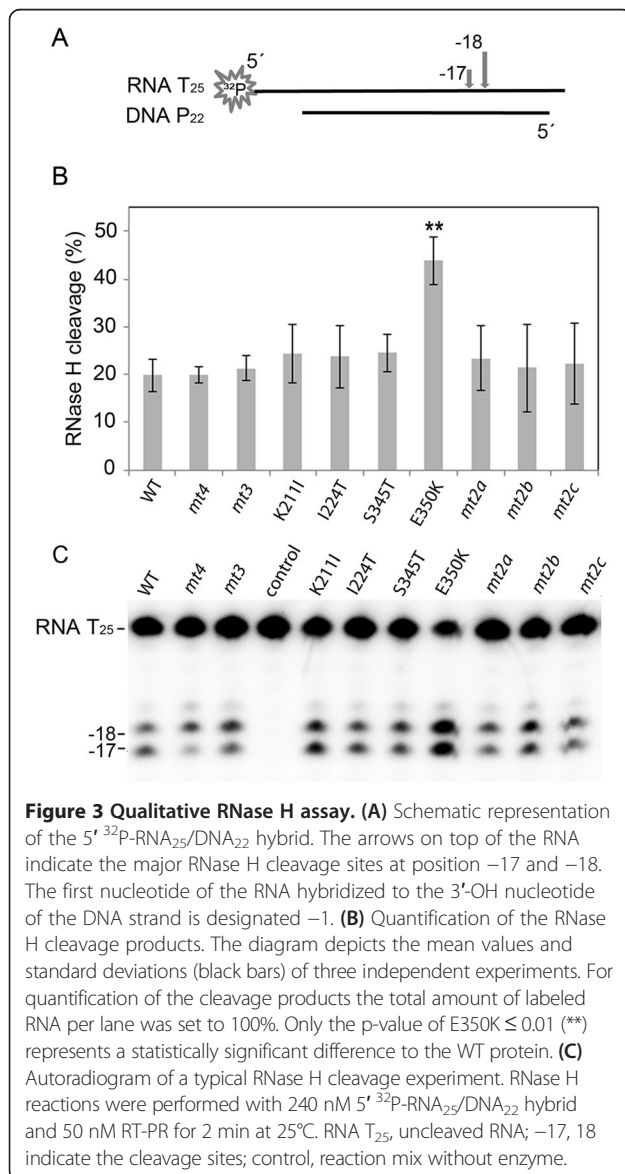 A
5´
-18
-17
RNA T₂₅
³²P
DNA P₂₂
5´
B
RNase H cleavage (%)
50
40
30
20
10
0
**
WT
mt4
mt3
K211I
I224T
S345T
E350K
mt2a
mt2b
mt2c
C
WT
mt4
mt3
control
K211I
I224T
S345T
E350K
mt2a
mt2b
mt2c
RNA T₂₅-
-18
-17
Figure 3 Qualitative RNase H assay. (A) Schematic representation
of the 5′ ³²P-RNA₂₅/DNA₂₂ hybrid. The arrows on top of the RNA
indicate the major RNase H cleavage sites at position −17 and −18.
The first nucleotide of the RNA hybridized to the 3′-OH nucleotide
of the DNA strand is designated −1. (B) Quantification of the RNase
H cleavage products. The diagram depicts the mean values and
standard deviations (black bars) of three independent experiments. For
quantification of the cleavage products the total amount of labeled
RNA per lane was set to 100%. Only the p-value of E350K ≤ 0.01 (**)
represents a statistically significant difference to the WT protein. (C)
Autoradiogram of a typical RNase H cleavage experiment. RNase H
reactions were performed with 240 nM 5′ ³²P-RNA₂₅/DNA₂₂ hybrid
and 50 nM RT-PR for 2 min at 25°C. RNA T₂₅, uncleaved RNA; −17, 18
indicate the cleavage sites; control, reaction mix without enzyme.